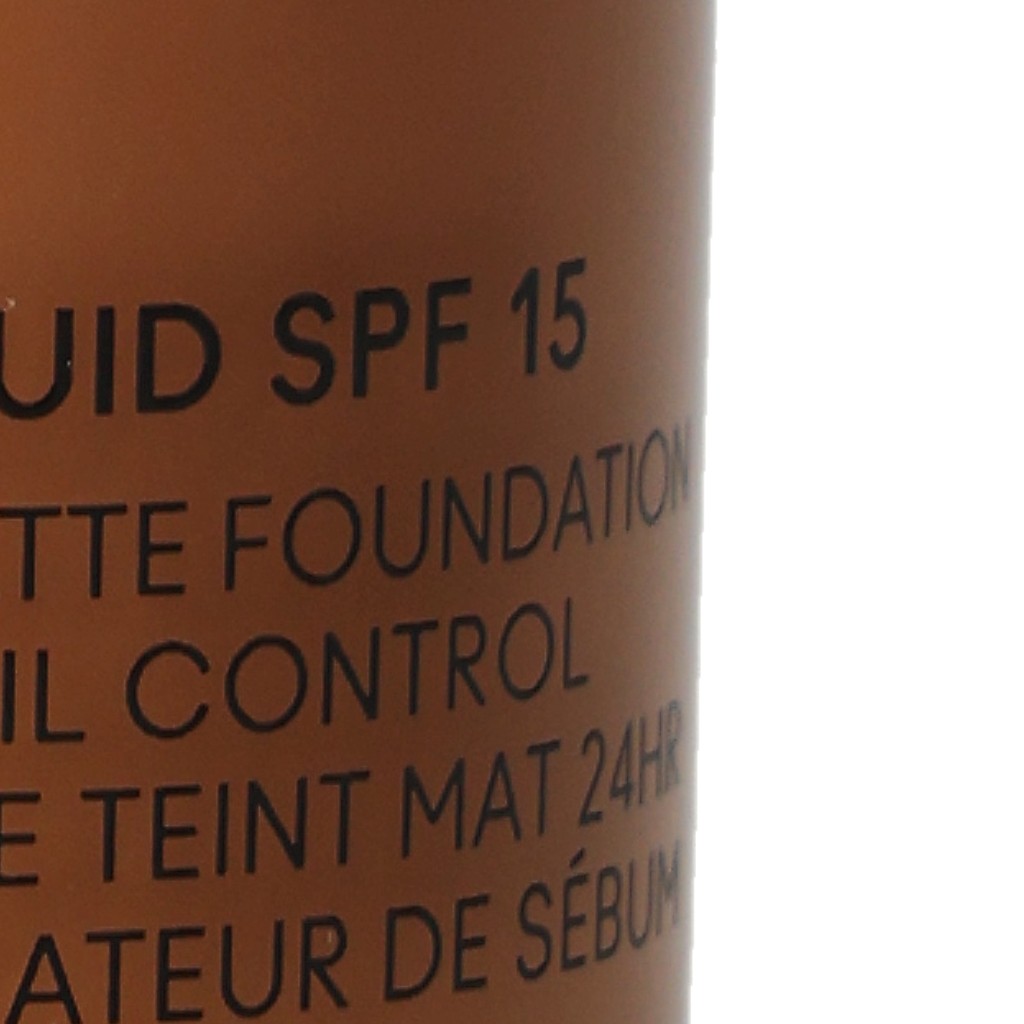 UID SPF 15
TTE FOUNDATION
IL CONTROL
E TEINT MAT 24HR
ATEUR DE SÉBUM